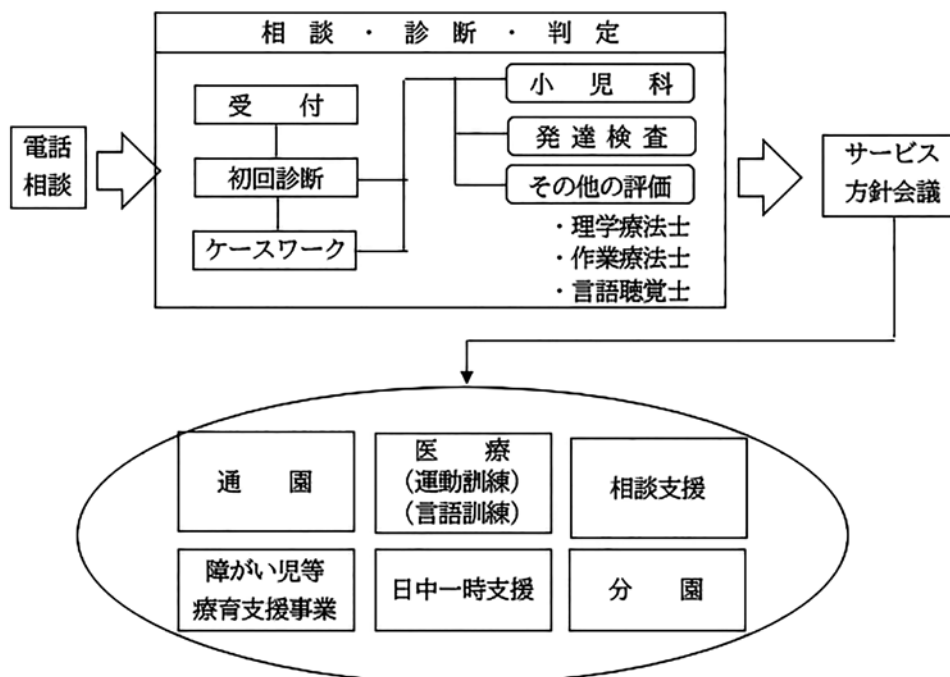 相談・診断・判定
電話
相談
受付
初回診断
ケースワーク
小児科
発達検査
その他の評価
・理学療法士
・作業療法士
・言語聴覚士
サービス
方針会議
通園
医療
(運動訓練)
(言語訓練)
相談支援
障がい児等
療育支援事業
日中一時支援
分園